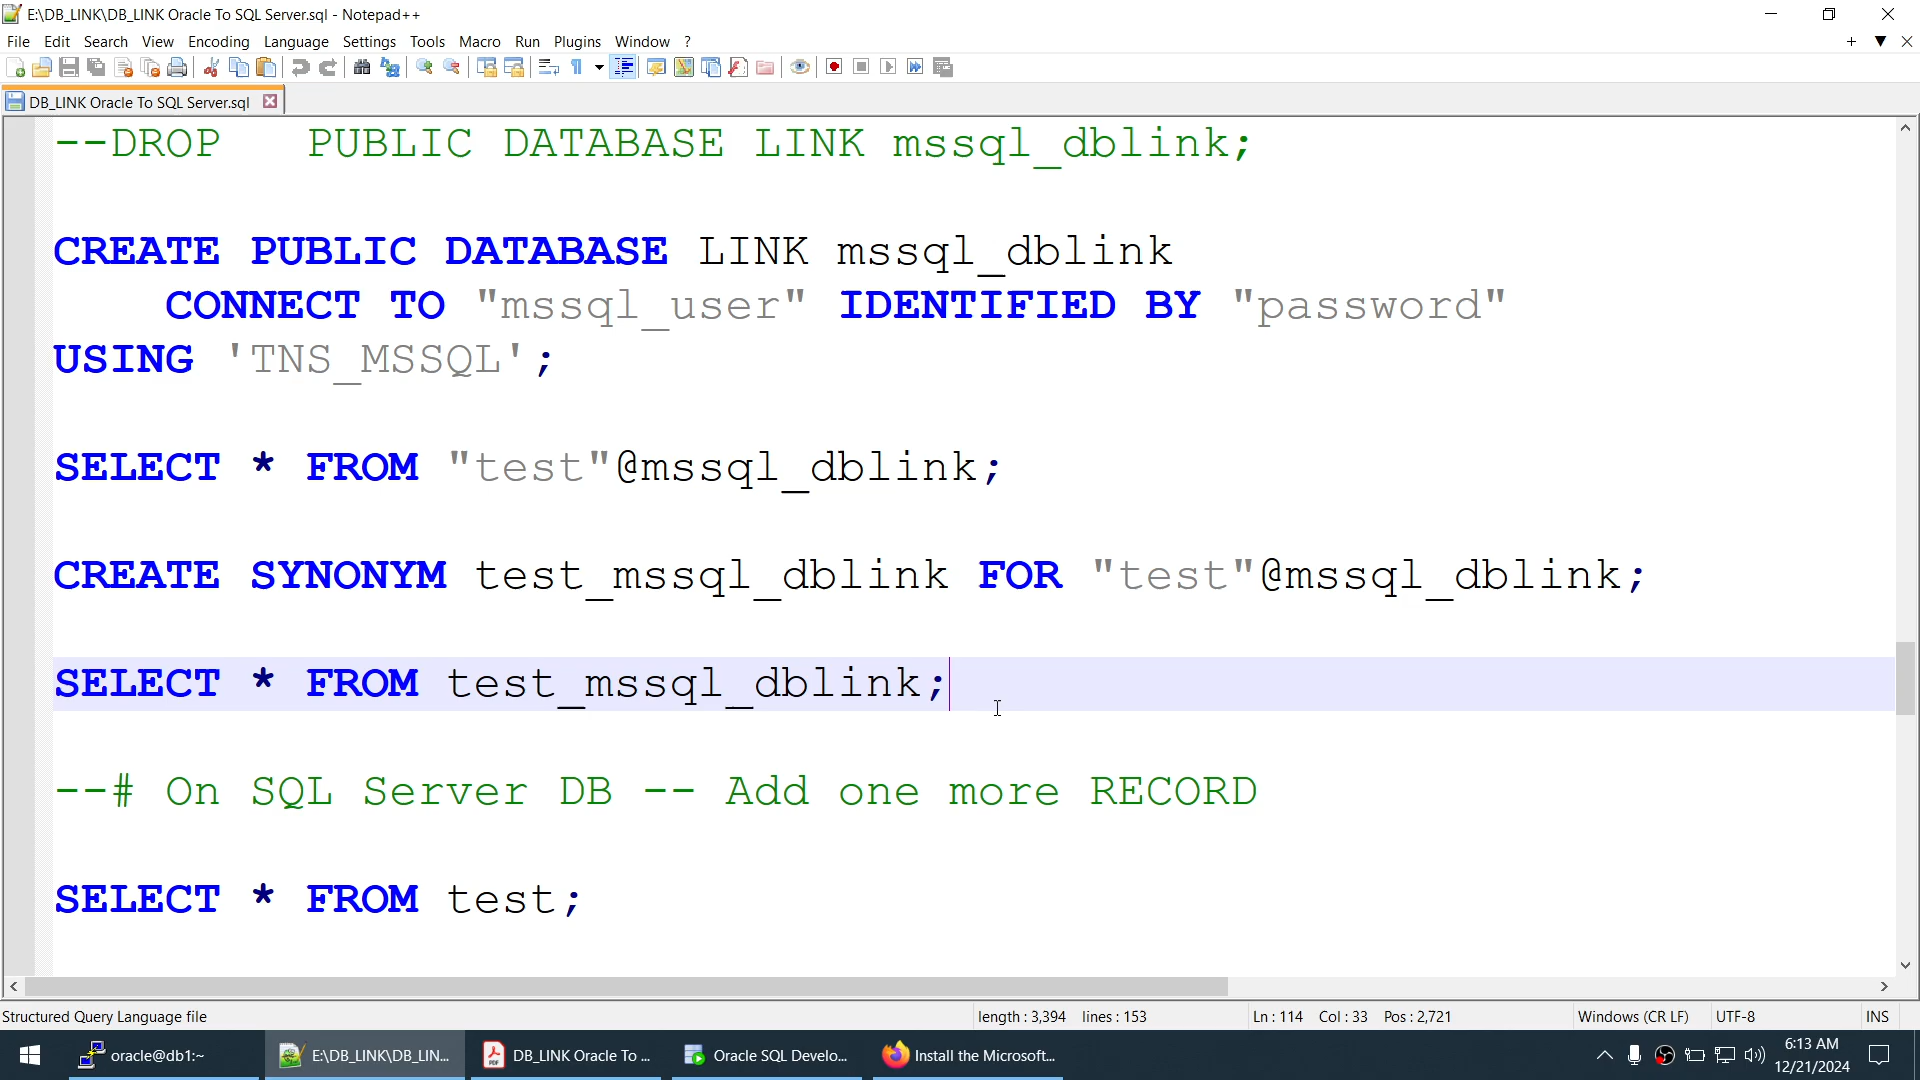 E:\DB_LINK\DB_LINK Oracle To SQL Server.sql - Notepad++
File Edit Search View Encoding Language Settings Tools Macro Run Plugins Window ?
DB_LINK Oracle To SQL Server.sql
--DROP   PUBLIC DATABASE LINK mssql_dblink;
CREATE PUBLIC DATABASE LINK mssql_dblink
CONNECT TO "mssql_user" IDENTIFIED BY "password"
USING 'TNS_MSSQL';
SELECT * FROM "test"@mssql_dblink;
CREATE SYNONYM test_mssql_dblink FOR "test"@mssql_dblink;
SELECT * FROM test_mssql_dblink;
--# On SQL Server DB -- Add one more RECORD
SELECT * FROM test;
Structured Query Language file length : 3,394 lines : 153 Ln : 114 Col : 33 Pos : 2,721 Windows (CR LF) UTF-8 INS
oracle@db1:~ E:\DB_LINK\DB_LIN... DB_LINK Oracle To ... Oracle SQL Develo... Install the Microsoft... 6:13 AM
12/21/2024